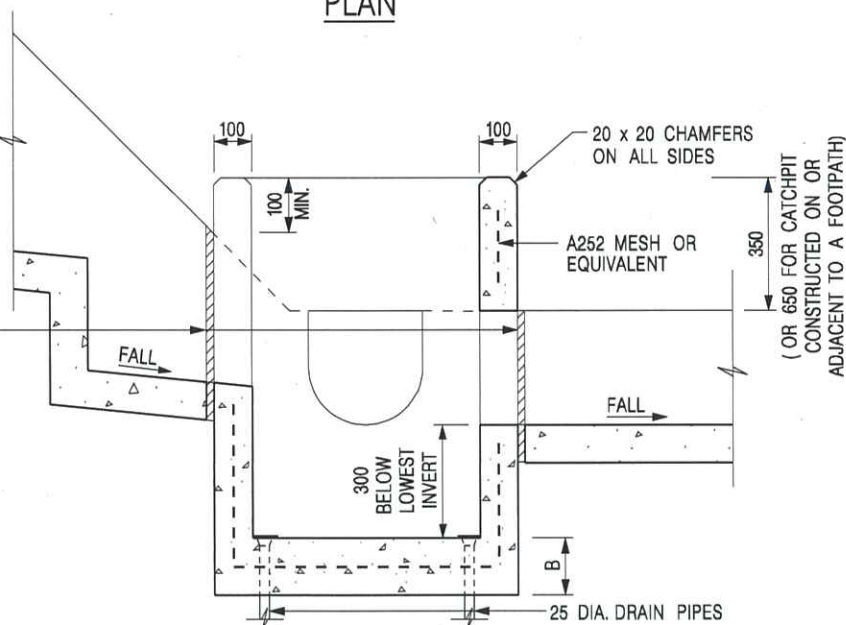 PLAN
100
100
20 x 20 CHAMFERS
ON ALL SIDES
100
MIN.
A252 MESH OR
EQUIVALENT
350
( OR 650 FOR CATCHPIT
CONSTRUCTED ON OR
ADJACENT TO A FOOTPATH)
FALL
FALL
300
BELOW
LOWEST
INVERT
B
25 DIA. DRAIN PIPES